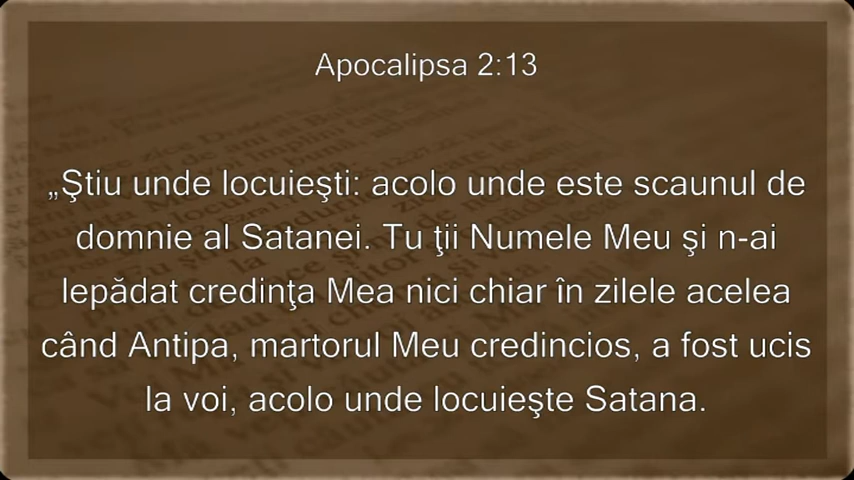 Apocalipsa 2:13
„Ştiu unde locuieşti: acolo unde este scaunul de
domnie al Satanei. Tu ţii Numele Meu şi n-ai
lepădat credinţa Mea nici chiar în zilele acelea
când Antipa, martorul Meu credincios, a fost ucis
la voi, acolo unde locuieşte Satana.